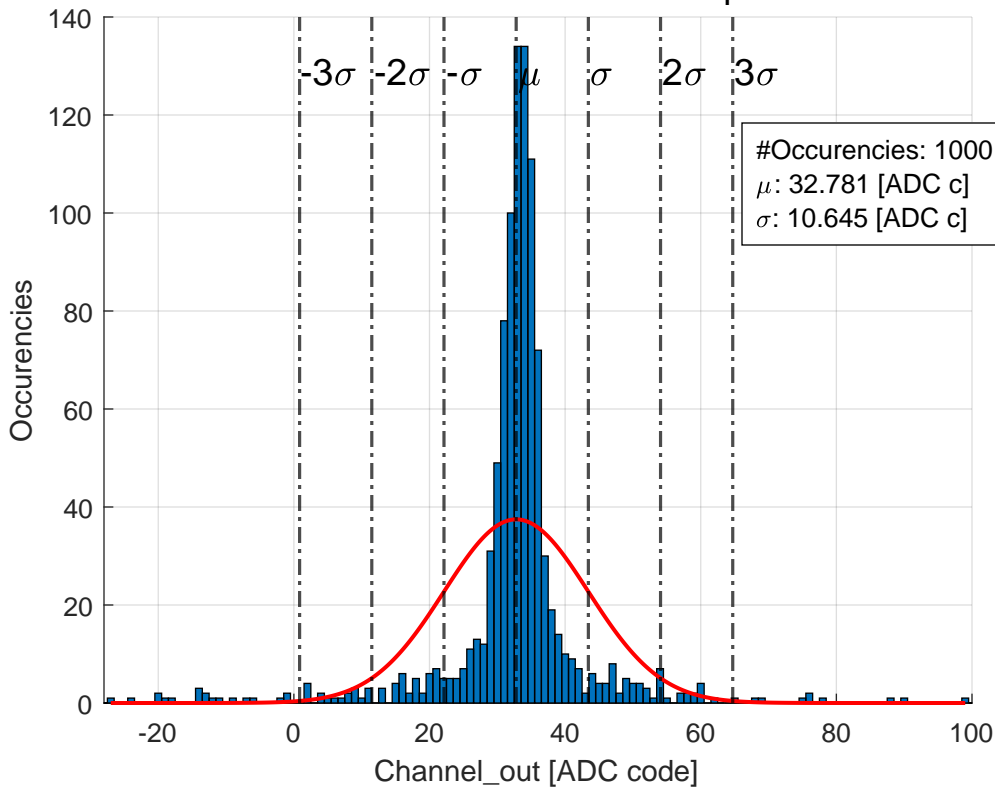 140
120
100
80
60
40
20
0
Occurencies
-3σ
-2σ
-σ
μ
σ
2σ
3σ
#Occurencies: 1000
μ: 32.781 [ADC c]
σ: 10.645 [ADC c]
-20
0
20
40
60
80
100
Channel_out [ADC code]